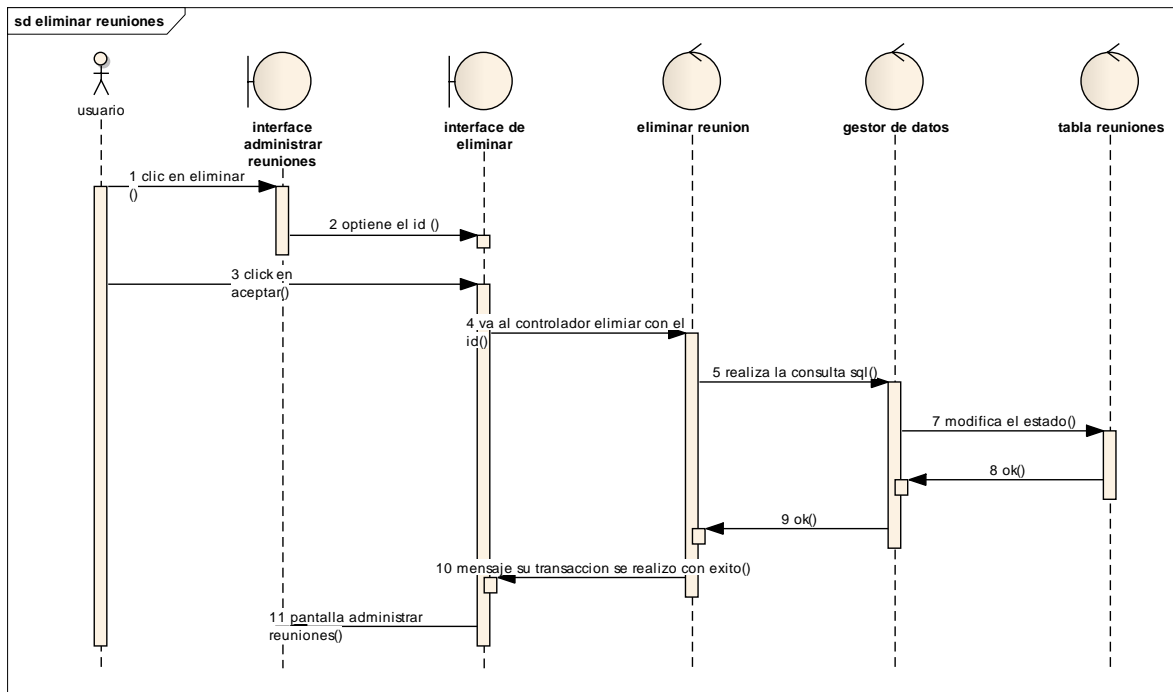 sd eliminar reuniones
usuario
interface
administrar
reuniones
interface de
eliminar
eliminar reunion
gestor de datos
tabla reuniones
1 clic en eliminar
()
2 optiene el id ()
3 click en
aceptar()
4 va al controlador elimiar con el
id()
5 realiza la consulta sql()
7 modifica el estado()
8 ok()
9 ok()
10 mensaje su transaccion se realizo con exito()
11 pantalla administrar
reuniones()